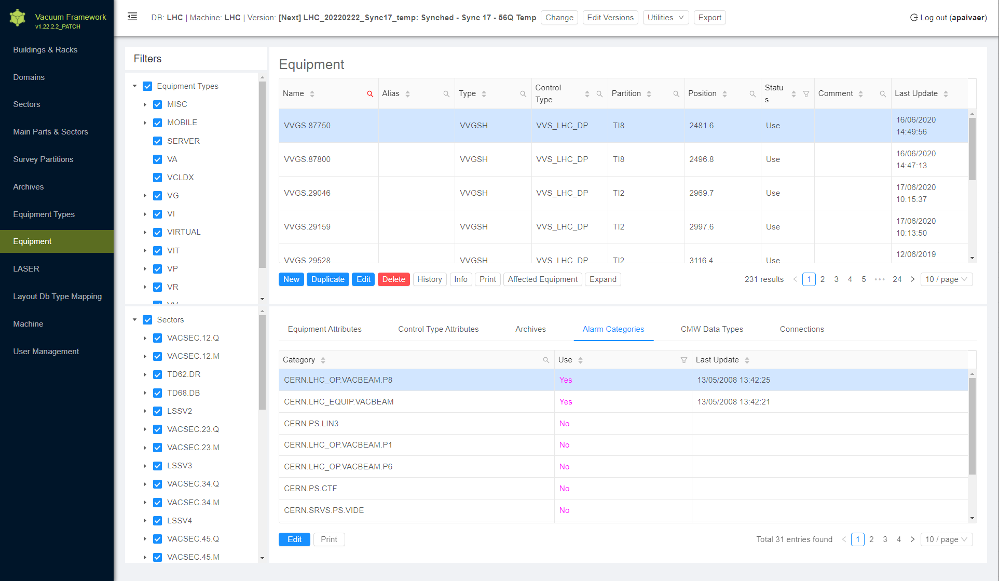 Vacuum Framework
v1.22.2.2_PATCH
Buildings & Racks
Domains
Sectors
Main Parts & Sectors
Survey Partitions
Archives
Equipment Types
Equipment
LASER
Layout Db Type Mapping
Machine
User Management
DB: LHC | Machine: LHC | Version: [Next] LHC_20220222_Sync17_temp: Synched - Sync 17 - 56Q Temp Change Edit Versions Utilities Export Log out (apaivaer)
Filters
Equipment Types
MISC
MOBILE
SERVER
VA
VCLDX
VG
VI
VIRTUAL
VIT
VP
VR
Sectors
VACSEC.12.Q
VACSEC.12.M
TD62.DR
TD68.DB
LSSV2
VACSEC.23.Q
VACSEC.23.M
LSSV3
VACSEC.34.Q
VACSEC.34.M
LSSV4
VACSEC.45.Q
VACSEC.45.M
Equipment
Name Alias Type Control Type Partition Position Status Comment Last Update
VVGS.87750 VVGSH VVS_LHC_DP TI8 2481.6 Use 16/06/2020 14:49:56
VVGS.87800 VVGSH VVS_LHC_DP TI8 2496.8 Use 16/06/2020 14:47:13
VVGS.29046 VVGSH VVS_LHC_DP TI2 2969.7 Use 17/06/2020 10:15:37
VVGS.29159 VVGSH VVS_LHC_DP TI2 2997.6 Use 17/06/2020 10:13:50
VVGS.29528 VVGSH VVS_LHC_DP TI2 3116.4 Use 12/06/2019
New Duplicate Edit Delete History Info Print Affected Equipment Expand 231 results < 1 2 3 4 5 ••• 24 > 10 / page
Equipment Attributes Control Type Attributes Archives Alarm Categories CMW Data Types Connections
Category Use Last Update
CERN.LHC_OP.VACBEAM.P8 Yes 13/05/2008 13:42:25
CERN.LHC_EQUIP.VACBEAM Yes 13/05/2008 13:42:21
CERN.PS.LIN3 No
CERN.LHC_OP.VACBEAM.P1 No
CERN.LHC_OP.VACBEAM.P6 No
CERN.PS.CTF No
CERN.SRVS.PS.VIDE No
Edit Print Total 31 entries found < 1 2 3 4 > 10 / page